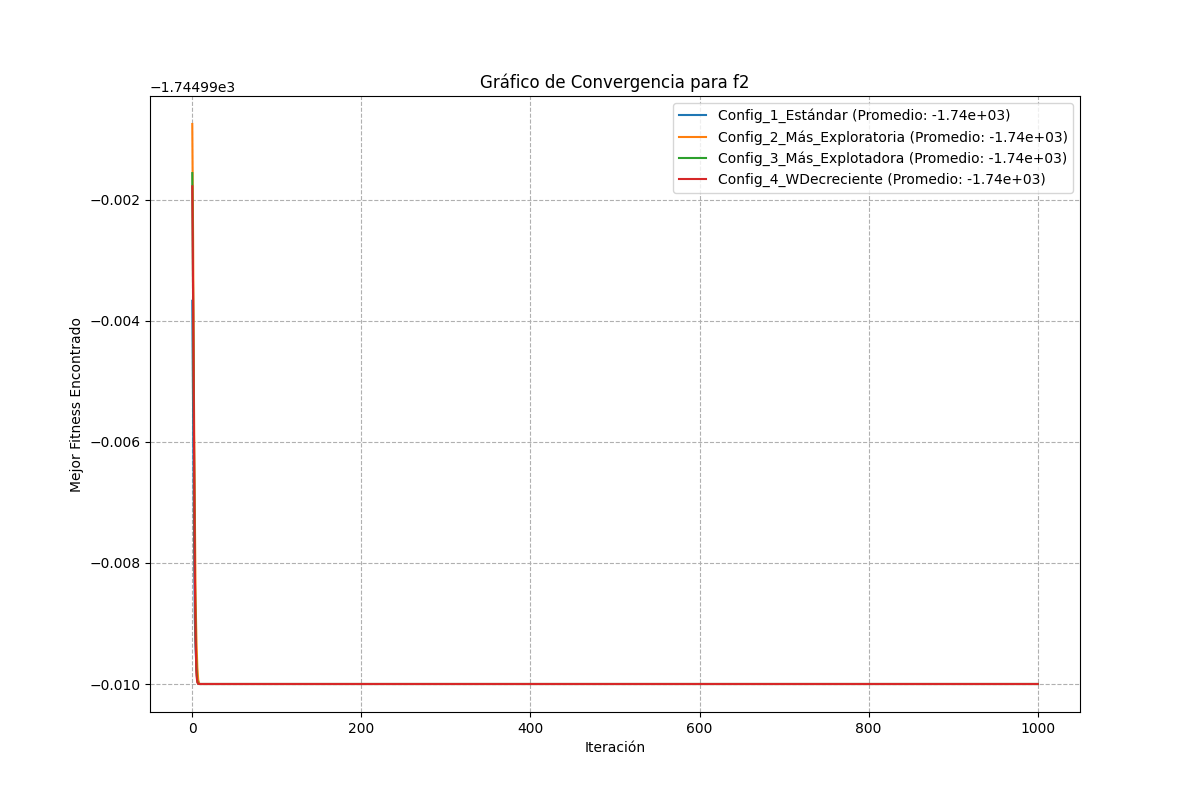 Gráfico de Convergencia para f2
−1.74499e3
Config_1_Estándar (Promedio: -1.74e+03)
Config_2_Más_Exploratoria (Promedio: -1.74e+03)
Config_3_Más_Explotadora (Promedio: -1.74e+03)
Config_4_WDecreciente (Promedio: -1.74e+03)
−0.002
−0.004
−0.006
−0.008
−0.010
Mejor Fitness Encontrado
0 200 400 600 800 1000
Iteración